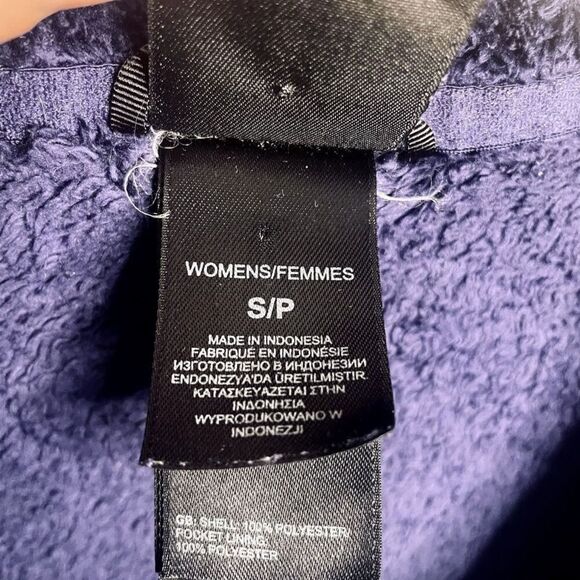 WOMENS/FEMMES
S/P
MADE IN INDONESIA
FABRIQUÉ EN INDONÉSIE
ИЗГОТОВЛЕНО В ИНДОНЕЗИИ
ENDONEZYA'DA ÜRETILMIŞTIR.
ΚΑΤΑΣΚΕΥΑΖΕΤΑΙ ΣΤΗΝ
ΙΝΔΟΝΗΣΙΑ
WYPRODUKOWANO W
INDONEZJI
GB: SHELL: 100% POLYESTER/
POCKET LINING:
100% POLYESTER